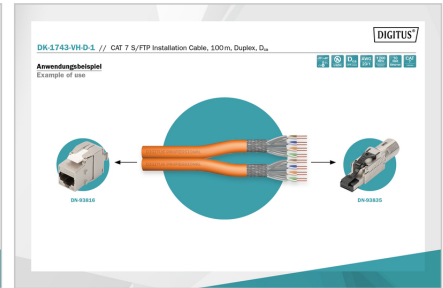 DIGITUS®
DK-1743-VH-D-1 // CAT 7 S/FTP Installation Cable, 100 m, Duplex, Dca
Anwendungsbeispiel
Example of use
DN-93816
DN-93835